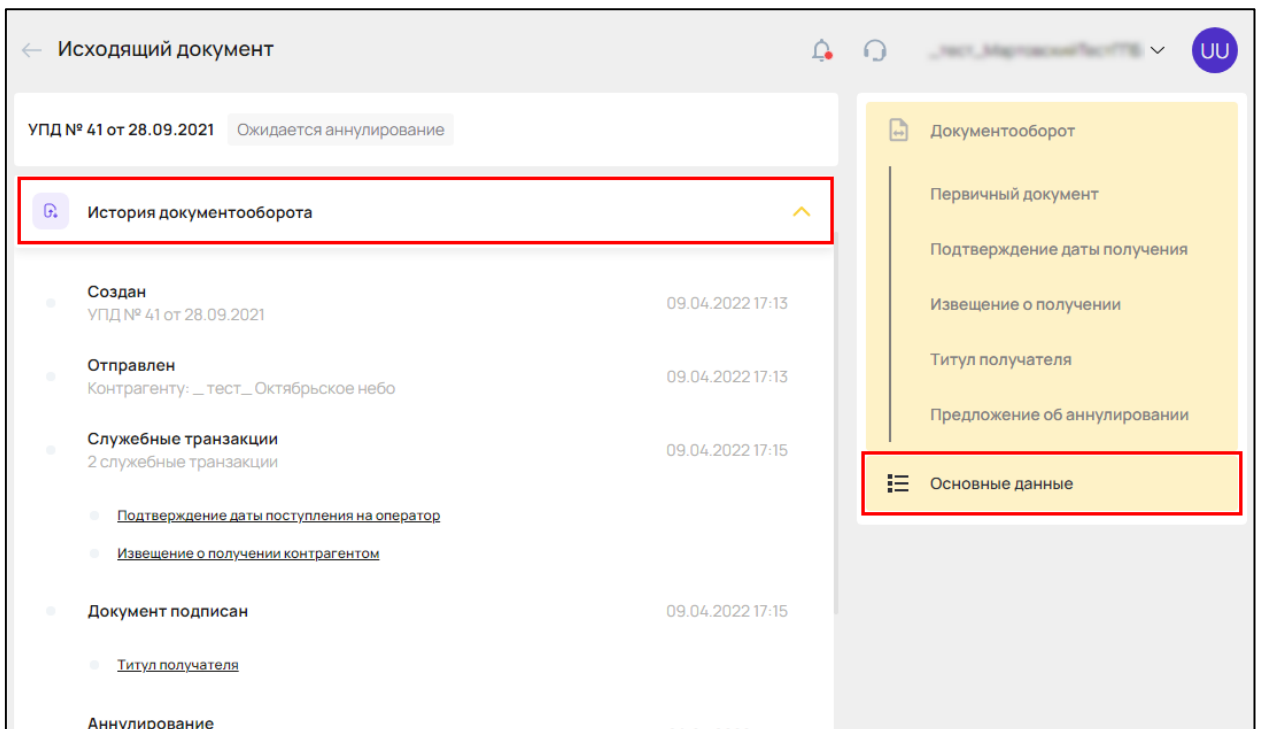 Исходящий документ
UU
УПД № 41 от 28.09.2021 Ожидается аннулирование
История документооборота
Создан
УПД № 41 от 28.09.2021
09.04.2022 17:13
Отправлен
Контрагенту: _ тест_ Октябрьское небо
09.04.2022 17:13
Служебные транзакции
2 служебные транзакции
09.04.2022 17:15
Подтверждение даты поступления на оператор
Извещение о получении контрагентом
Документ подписан
09.04.2022 17:15
Титул получателя
Аннулирование
Документооборот
Первичный документ
Подтверждение даты получения
Извещение о получении
Титул получателя
Предложение об аннулировании
Основные данные